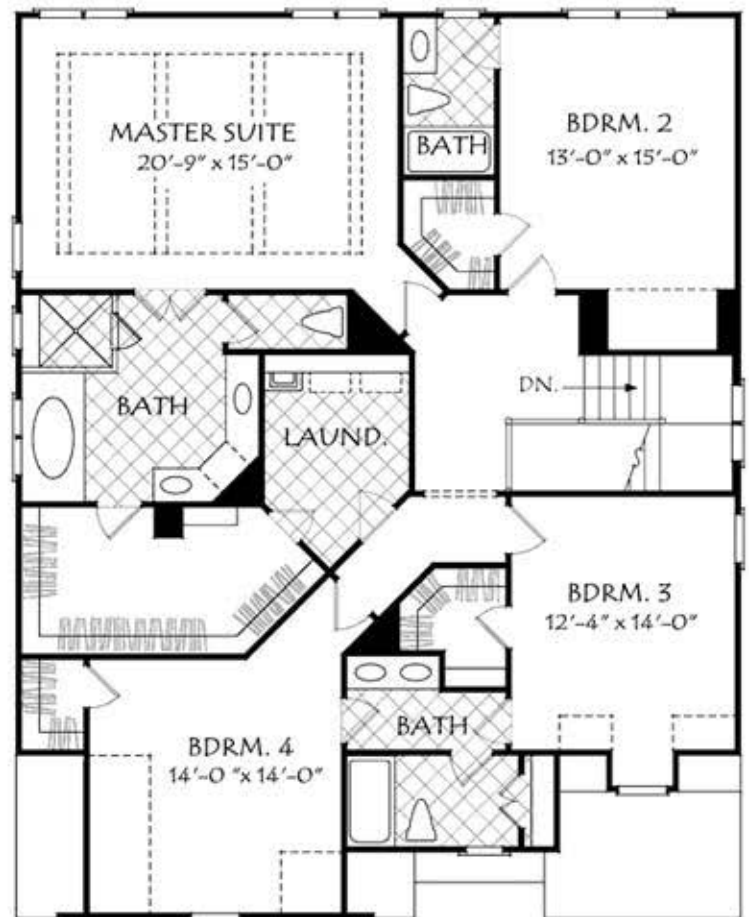 MASTER SUITE
20'-9" x 15'-0"
BATH
BDRM. 2
13'-0" x 15'-0"
BATH
LAUND.
DN.
BDRM. 3
12'-4" x 14'-0"
BATH
BDRM. 4
14'-0 "x 14'-0"